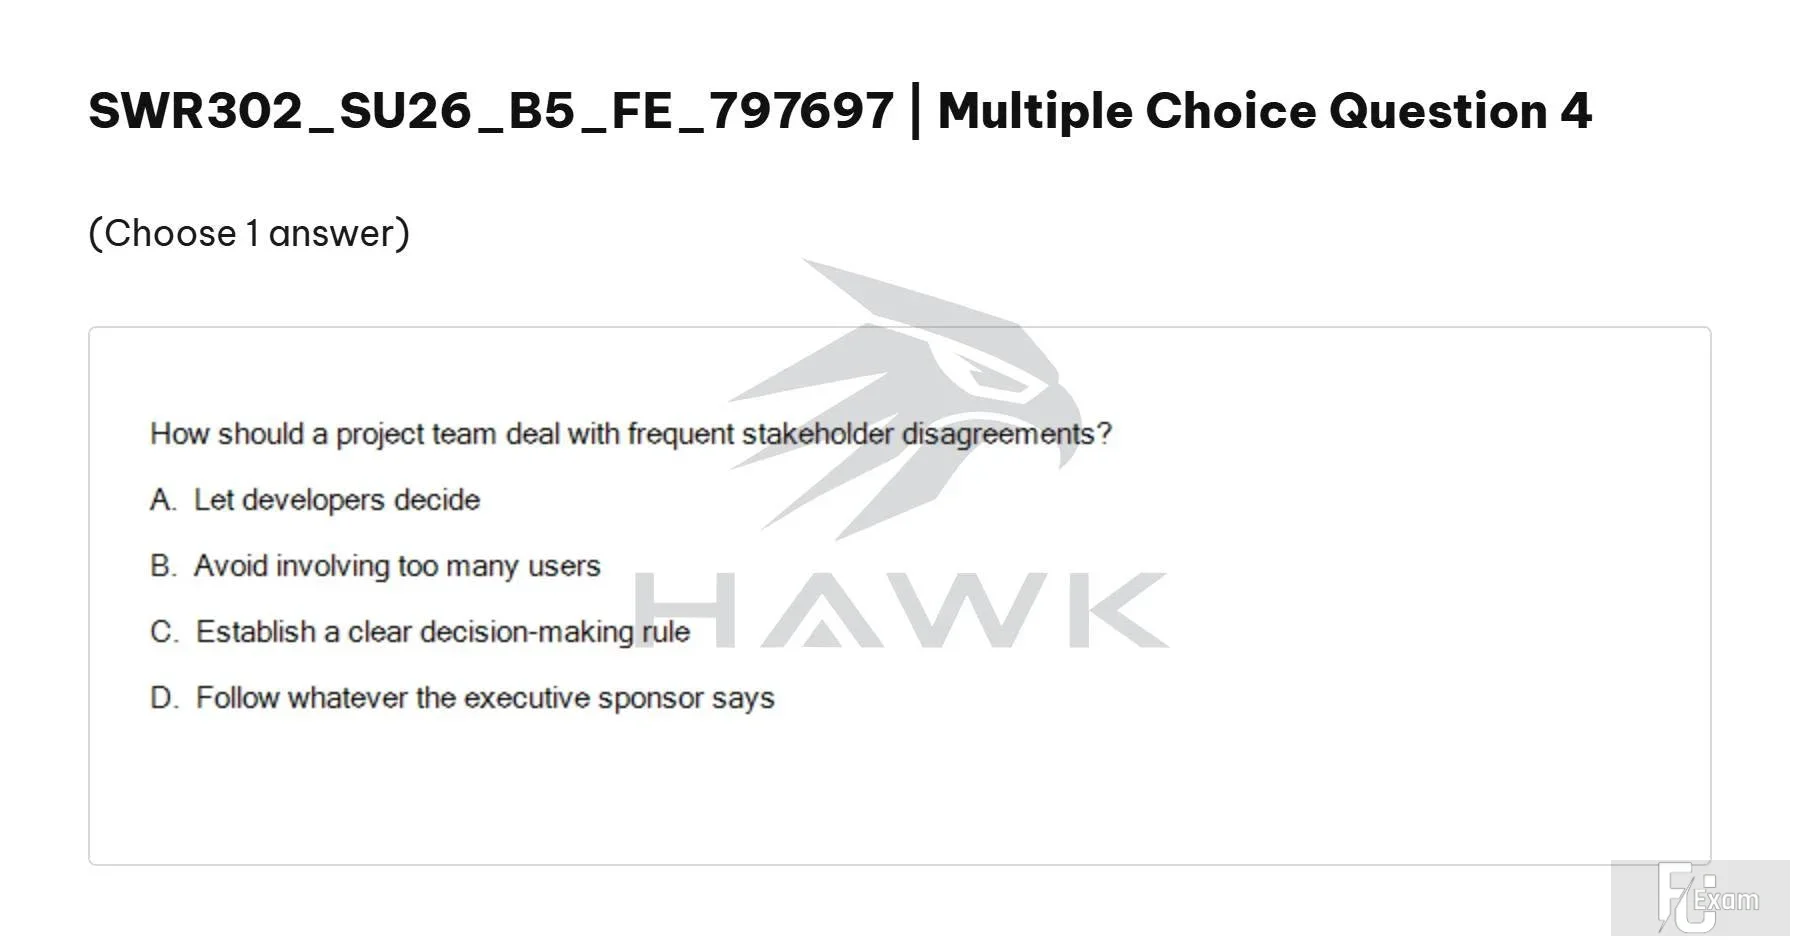 SWR302_SU26_B5_FE_797697 | Multiple Choice Question 4
(Choose 1 answer)
How should a project team deal with frequent stakeholder disagreements?
A. Let developers decide
B. Avoid involving too many users
C. Establish a clear decision-making rule
D. Follow whatever the executive sponsor says
HAWK
FU Exam